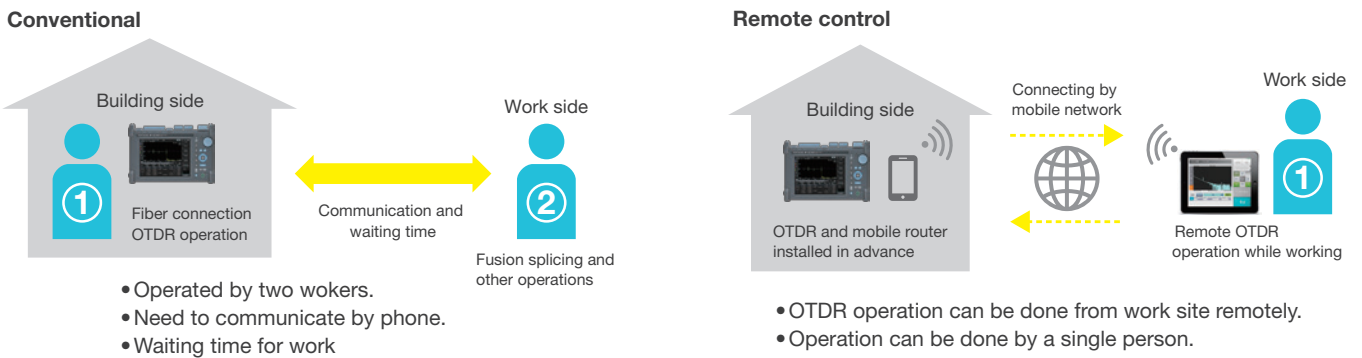 Conventional
Building side
1
Fiber connection
OTDR operation
Communication and
waiting time
Work side
2
Fusion splicing and
other operations
•Operated by two wokers.
•Need to communicate by phone.
•Waiting time for work
Remote control
Building side
OTDR and mobile router
installed in advance
Connecting by
mobile network
Work side
1
Remote OTDR
operation while working
•OTDR operation can be done from work site remotely.
•Operation can be done by a single person.